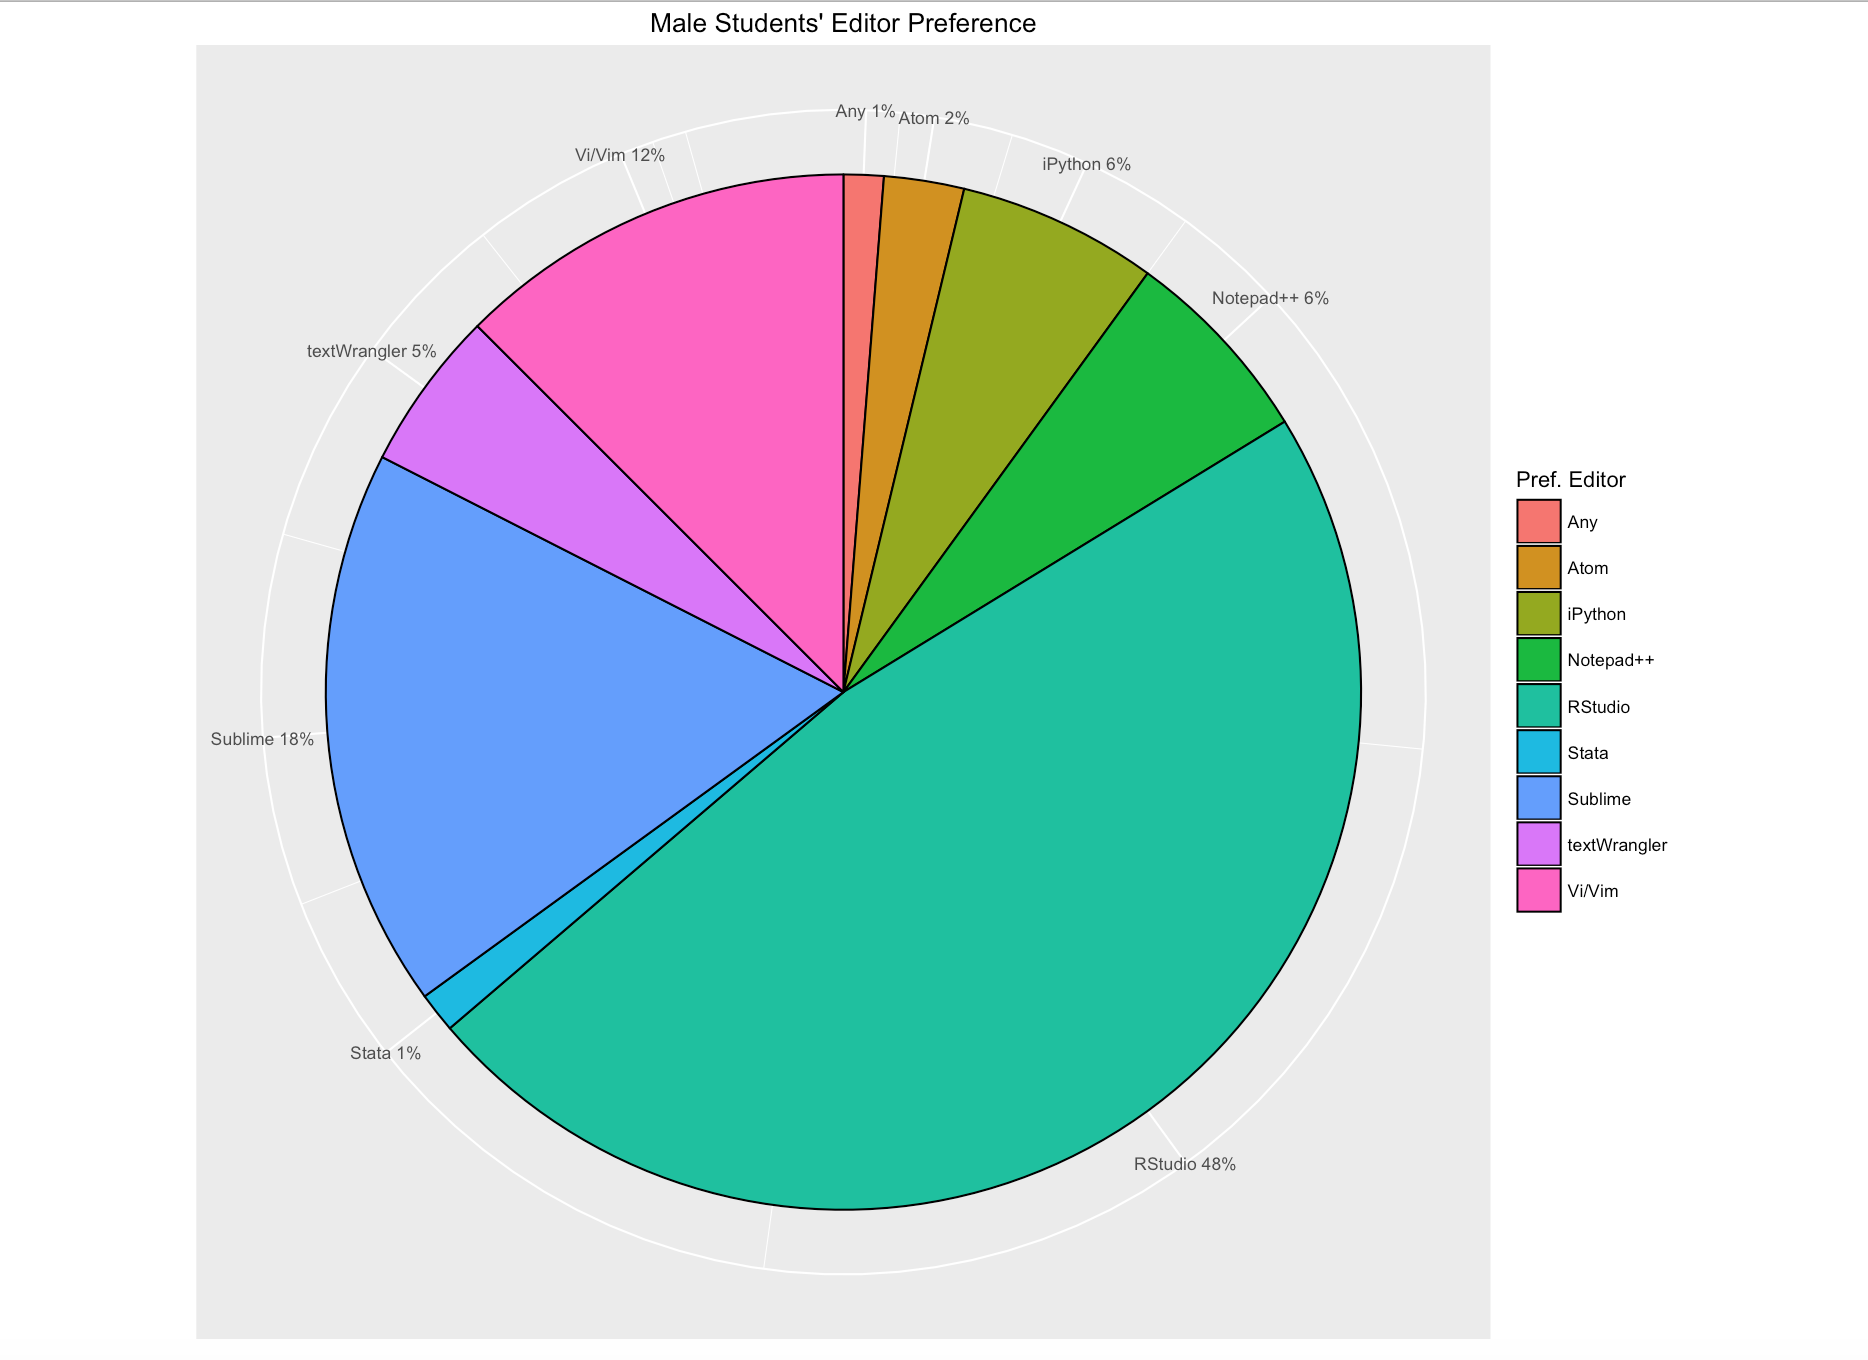 Male Students' Editor Preference
Any 1%
Atom 2%
Vi/Vim 12%
iPython 6%
Notepad++ 6%
textWrangler 5%
Sublime 18%
Stata 1%
RStudio 48%
Pref. Editor
Any
Atom
iPython
Notepad++
RStudio
Stata
Sublime
textWrangler
Vi/Vim